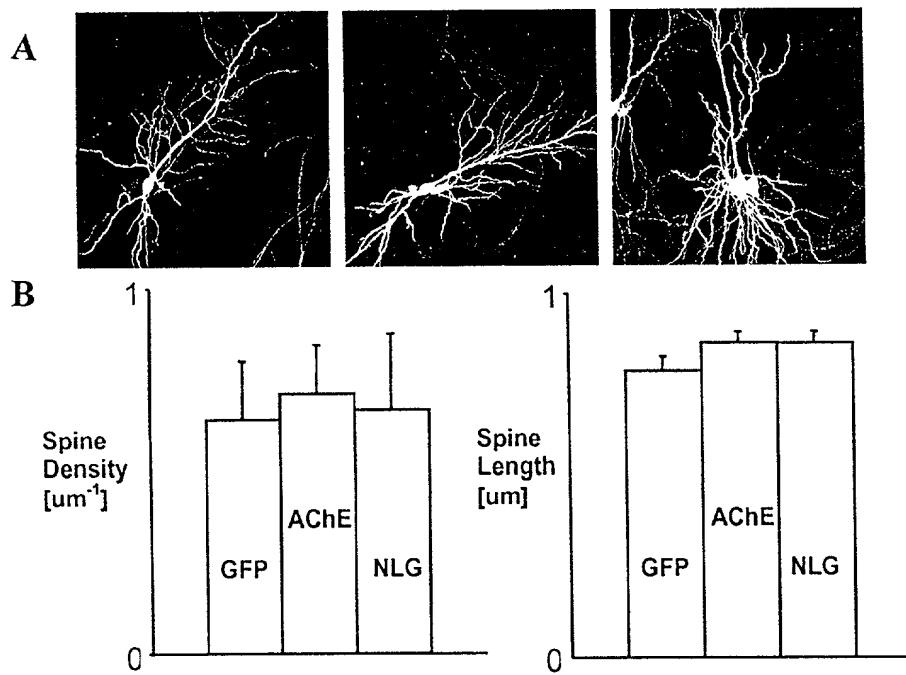 A
B
1
Spine
Density
[um-1]
GFP
AChE
NLG
0
1
Spine
Length
[um]
GFP
AChE
NLG
0